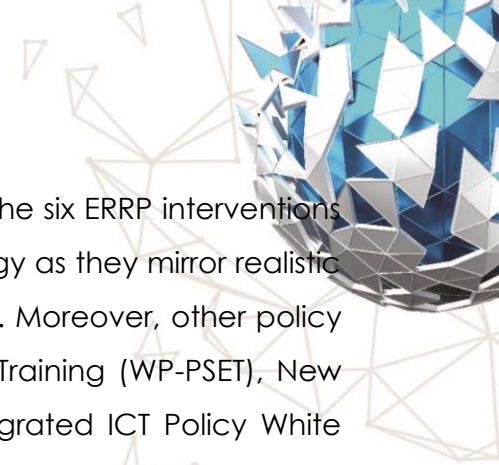 he six ERRP interventions
gy as they mirror realistic
. Moreover, other policy
Training (WP-PSET), New
grated ICT Policy White